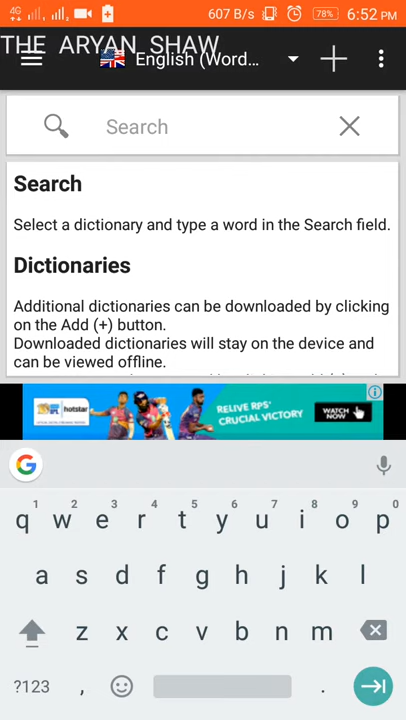 4G 607 B/s 78% 6:52 PM
THE ARYAN SHAW
English (Word...
Search
Search
Select a dictionary and type a word in the Search field.
Dictionaries
Additional dictionaries can be downloaded by clicking
on the Add (+) button.
Downloaded dictionaries will stay on the device and
can be viewed offline.
hotstar
RELIVE RPS'
CRUCIAL VICTORY
WATCH
NOW
G
1 2 3 4 5 6 7 8 9 0
q w e r t y u i o p
a s d f g h j k l
z x c v b n m
?123 , .